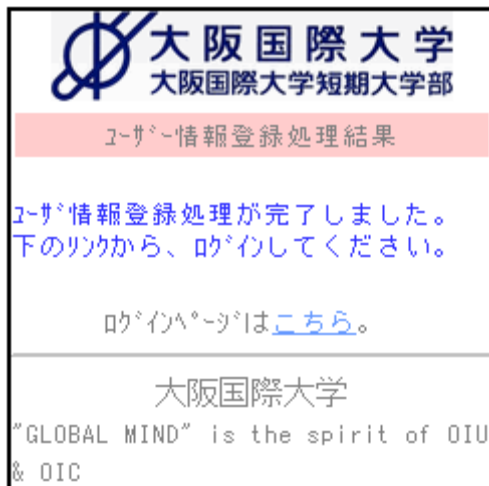 大阪国際大学
大阪国際大学短期大学部
ﾕｰｻﾞｰ情報登録処理結果
ﾕｰｻﾞ情報登録処理が完了しました。
下のﾘﾝｸから、ﾛｸﾞｲﾝしてください。
ﾛｸﾞｲﾝﾍﾟｰｼﾞはこちら。
大阪国際大学
"GLOBAL MIND" is the spirit of OIU
& OIC